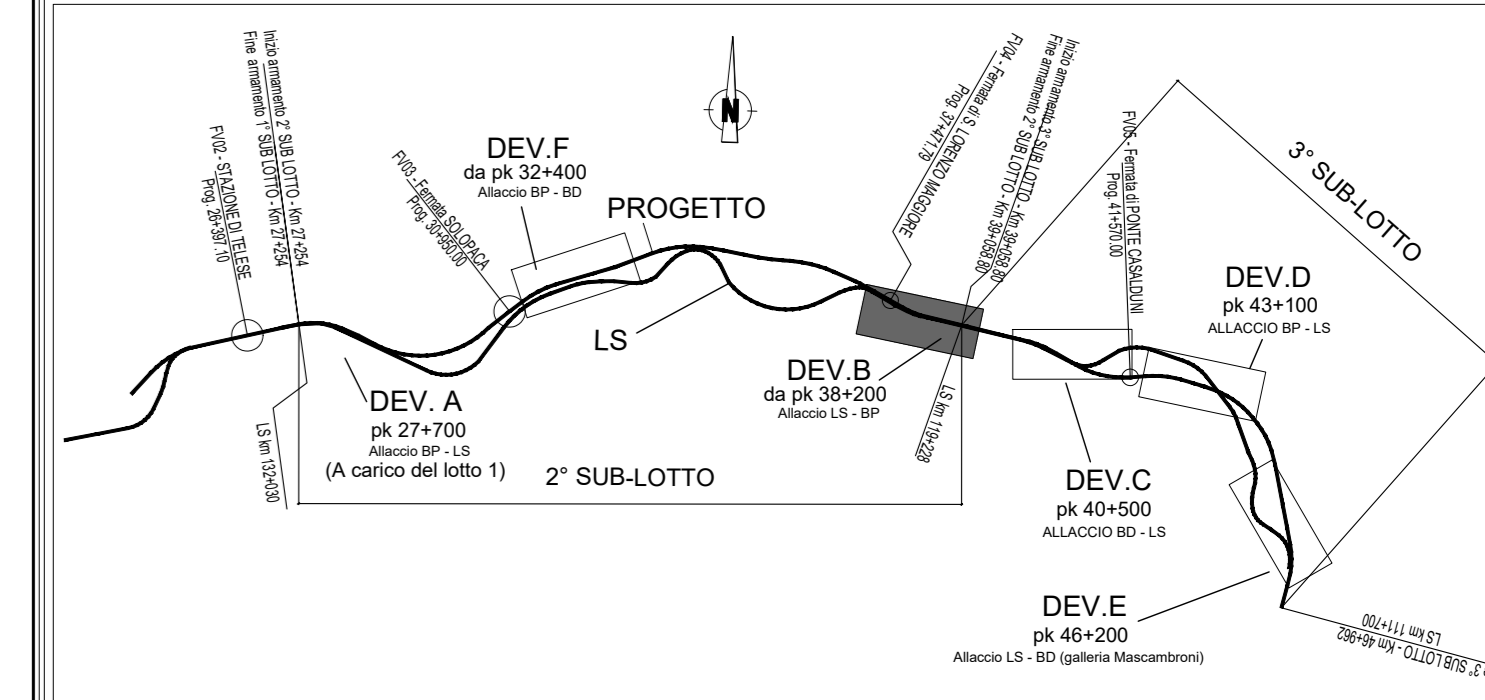 Inizio armamento 2° SUB LOTTO - Km 27+254
Fine armamento 1° SUB LOTTO - Km 27+254
FV02 - STAZIONE DI TELESE
Prog. 26+397.10
LS km 132+030
FV03 - Fermata SOLOPACA
Prog. 30+950.00
DEV.F
da pk 32+400
Allaccio BP - BD
PROGETTO
N
LS
DEV. A
pk 27+700
Allaccio BP - LS
(A carico del lotto 1)
2° SUB-LOTTO
FV04 - Fermata di S. LORENZO MAGGIORE
Prog. 37+471.79
Inizio armamento 3° SUB LOTTO - Km 39+058.80
Fine armamento 2° SUB LOTTO - Km 39+058.80
DEV.B
da pk 38+200
Allaccio LS - BP
LS km 119+228
FV05 - Fermata di PONTE CASALDUNI
Prog. 41+570.00
3° SUB-LOTTO
DEV.D
pk 43+100
ALLACCIO BP - LS
DEV.C
pk 40+500
ALLACCIO BD - LS
DEV.E
pk 46+200
Allaccio LS - BD (galleria Mascambroni)
LS km 111+700
3° SUB LOTTO - Km 46+962